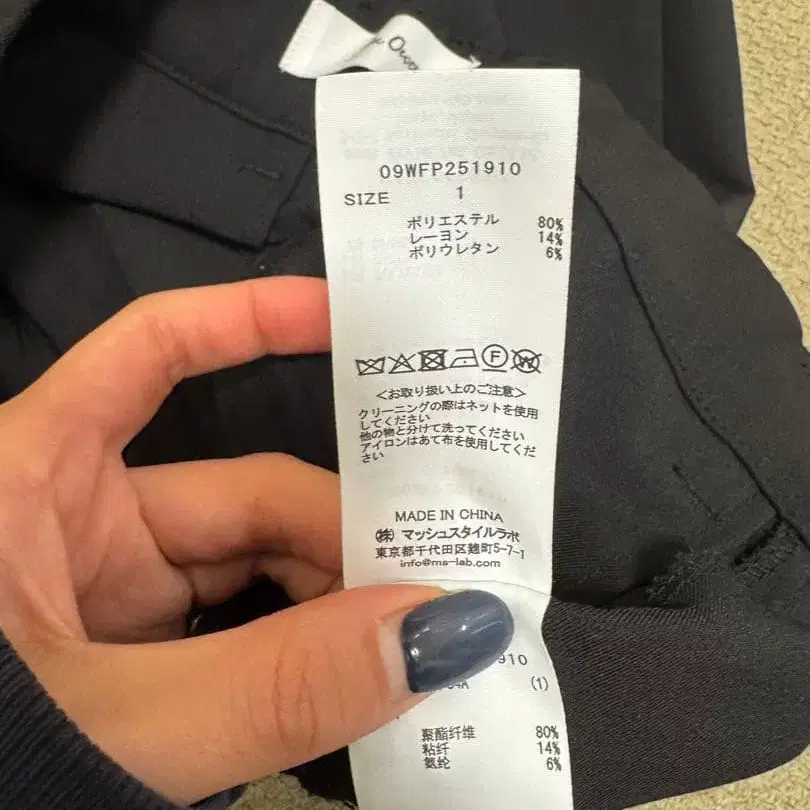 09WFP251910
SIZE 1
ポリエステル 80%
レーヨン 14%
ポリウレタン 6%
F W
<お取り扱い上のご注意>
クリーニングの際はネットを使用
してください
他の物と分けて洗ってください
アイロンはあて布を使用してくだ
さい
MADE IN CHINA
㈱ マッシュスタイルラボ
東京都千代田区麹町5-7-1
info@ms-lab.com
910
(1)
聚酯纤维 80%
粘纤 14%
氨纶 6%